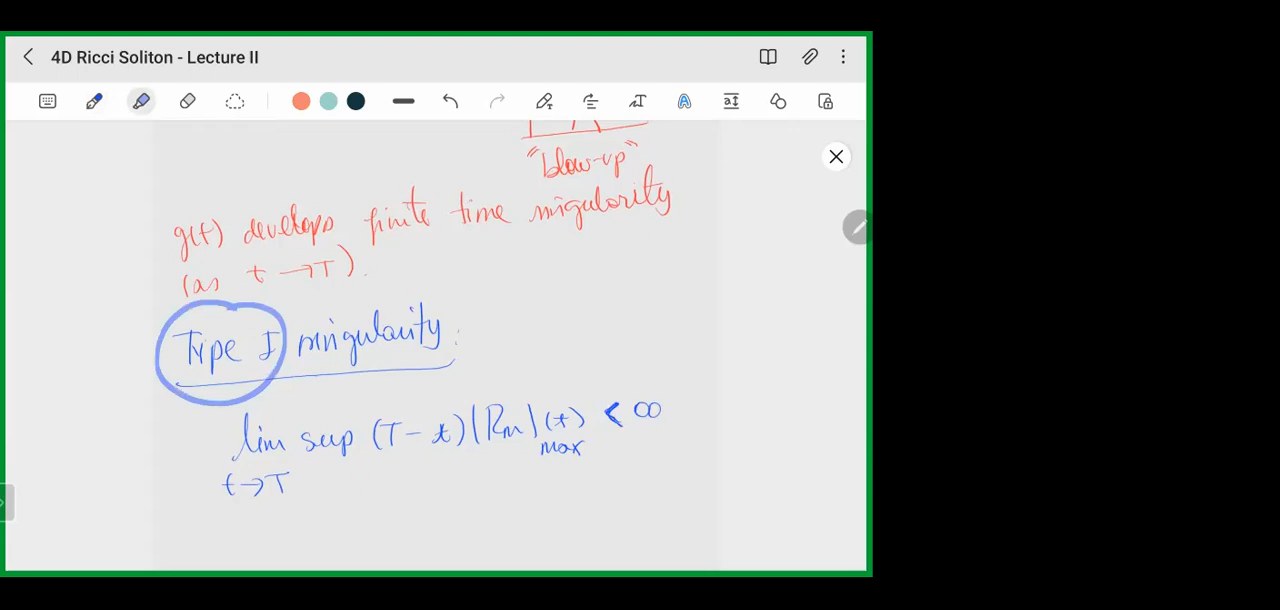 4D Ricci Soliton - Lecture II
"blow-up"
g(t) develops finite time singularity
(as t → T).
Type I singularity:
lim sup (T - t) |Rm|(t) < ∞
max
t → T